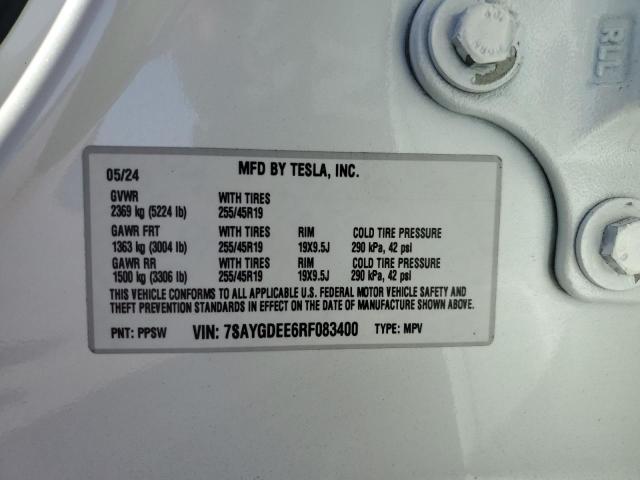 RLL
05/24 MFD BY TESLA, INC.
GVWR WITH TIRES
2369 kg (5224 lb) 255/45R19
GAWR FRT WITH TIRES RIM COLD TIRE PRESSURE
1363 kg (3004 lb) 255/45R19 19X9.5J 290 kPa, 42 psi
GAWR RR WITH TIRES RIM COLD TIRE PRESSURE
1500 kg (3306 lb) 255/45R19 19X9.5J 290 kPa, 42 psi
THIS VEHICLE CONFORMS TO ALL APPLICABLE U.S. FEDERAL MOTOR VEHICLE SAFETY AND
THEFT PREVENTION STANDARDS IN EFFECT ON THE DATE OF MANUFACTURE SHOWN ABOVE.
PNT: PPSW VIN: 7SAYGDEE6RF083400 TYPE: MPV